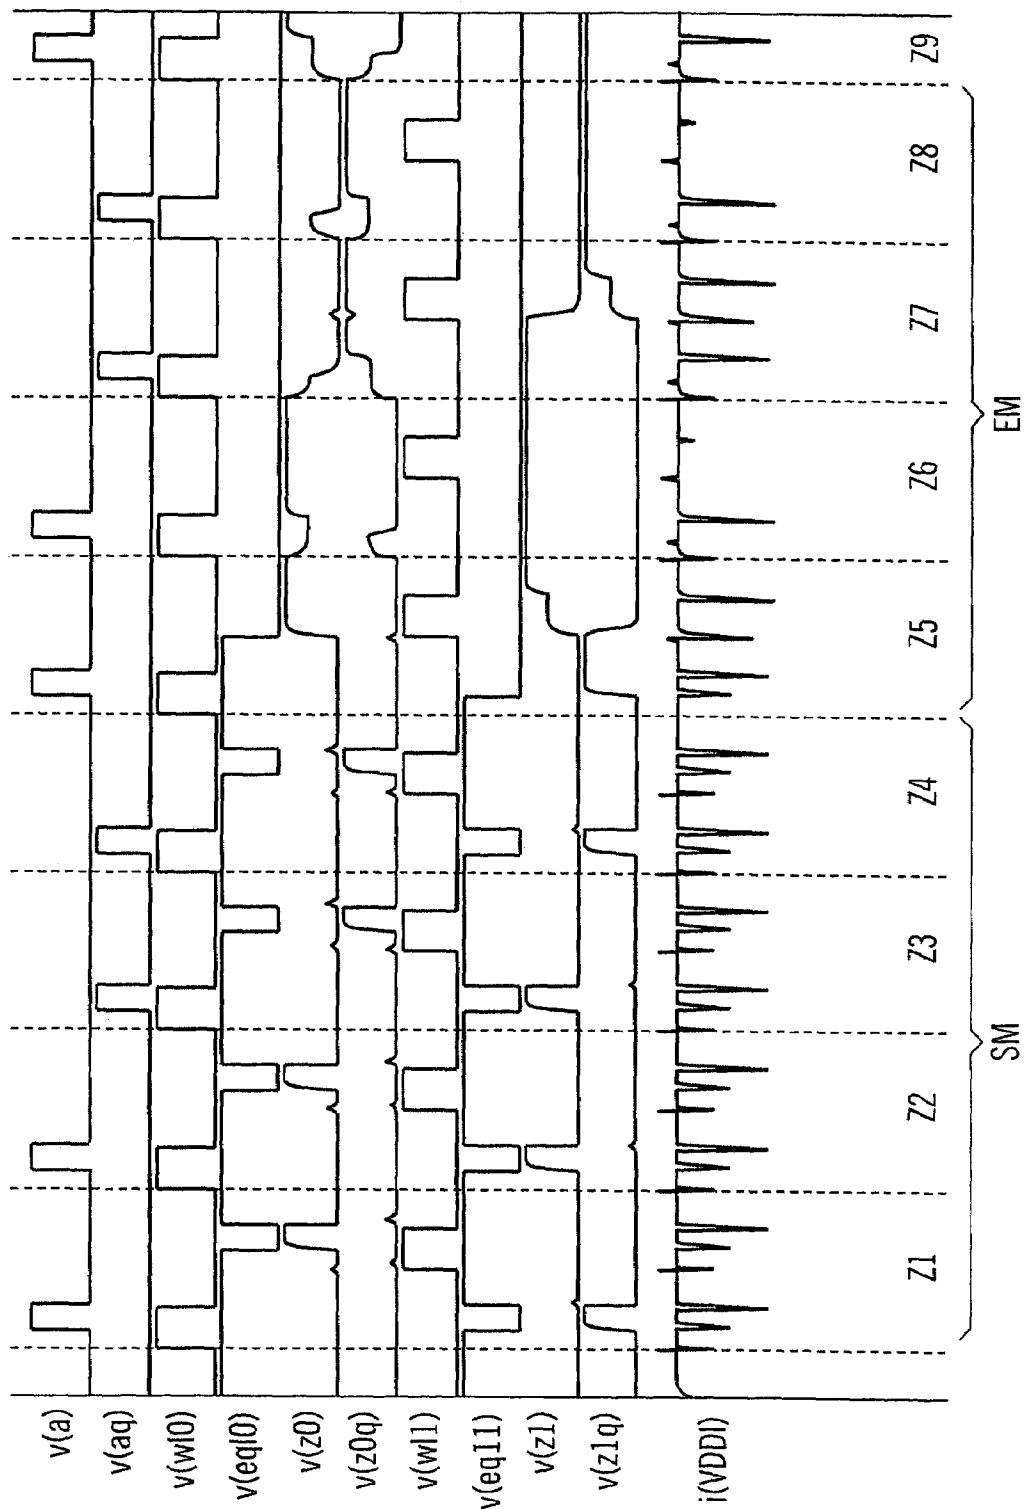 v(a)
v(aq)
v(wl0)
v(eql0)
v(z0)
v(z0q)
v(wl1)
v(eql1)
v(z1)
v(z1q)
i(VDDI)
Z1
Z2
Z3
Z4
Z5
Z6
Z7
Z8
Z9
SM
EM